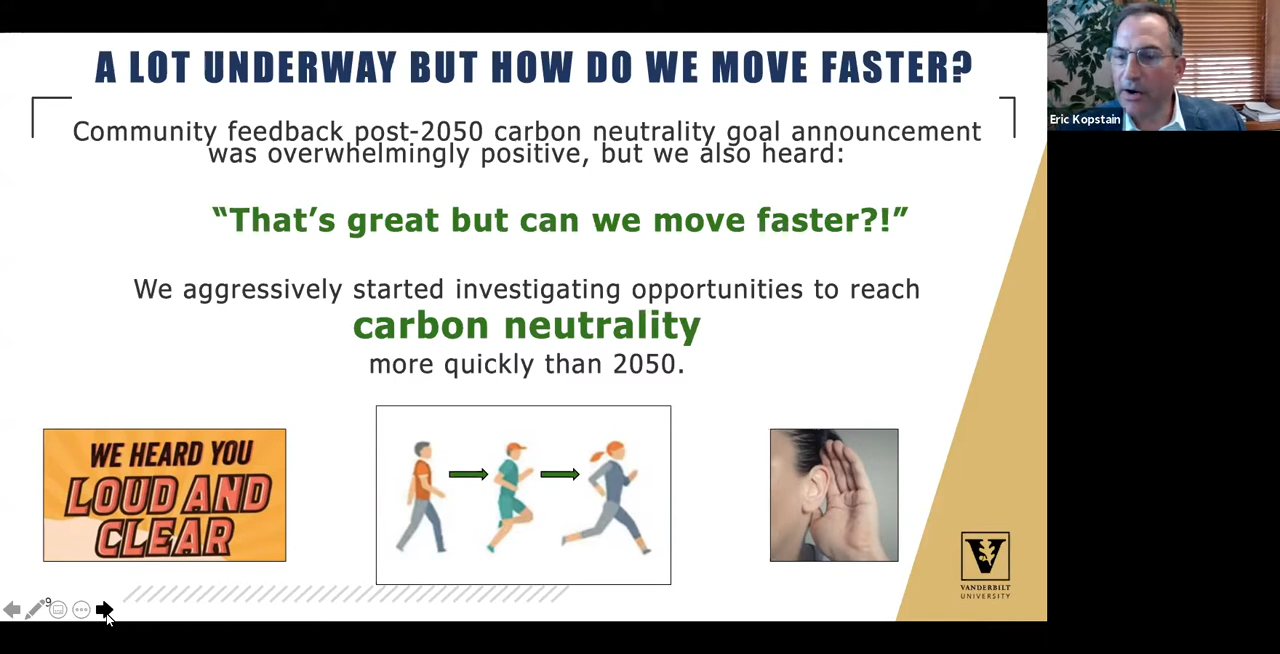 A LOT UNDERWAY BUT HOW DO WE MOVE FASTER?
Community feedback post-2050 carbon neutrality goal announcement
was overwhelmingly positive, but we also heard:
“That’s great but can we move faster?!”
We aggressively started investigating opportunities to reach
carbon neutrality
more quickly than 2050.
WE HEARD YOU
LOUD AND
CLEAR
V
VANDERBILT
UNIVERSITY
9
Eric Kopstain